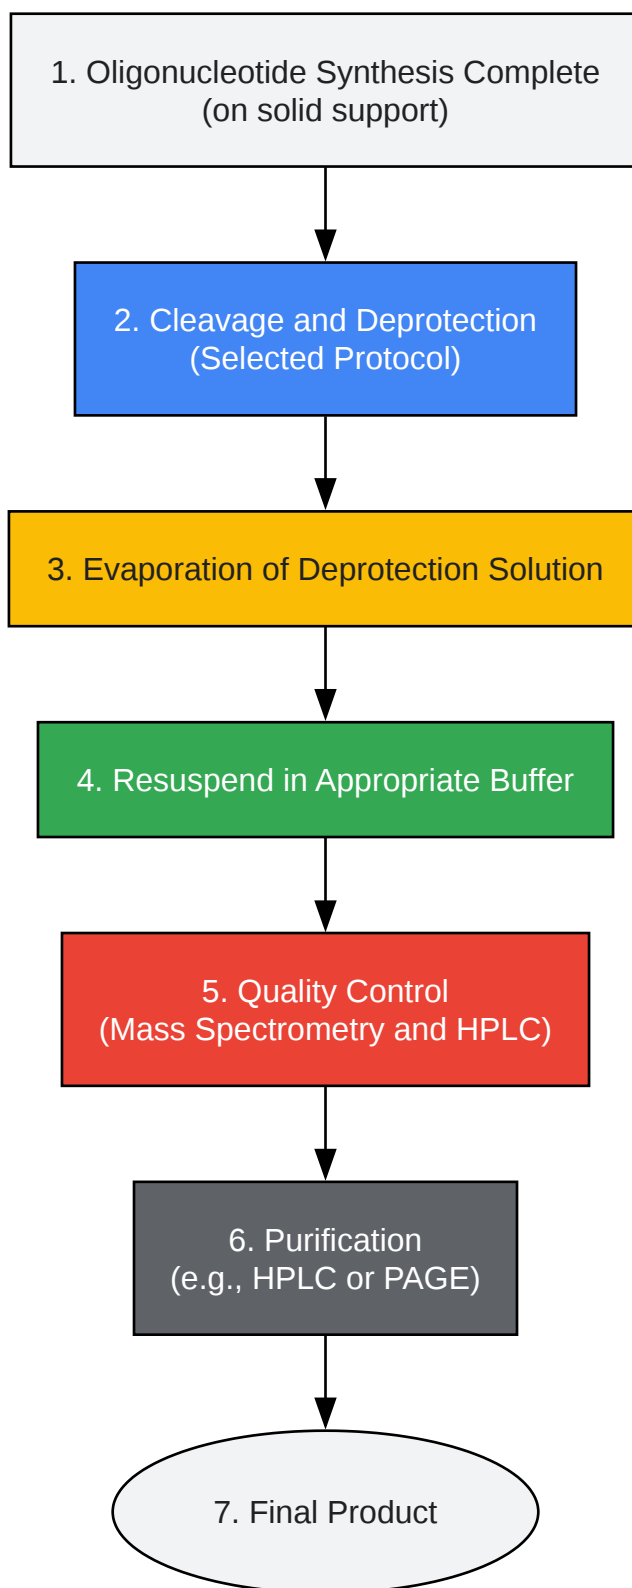 1. Oligonucleotide Synthesis Complete
(on solid support)
2. Cleavage and Deprotection
(Selected Protocol)
3. Evaporation of Deprotection Solution
4. Resuspend in Appropriate Buffer
5. Quality Control
(Mass Spectrometry and HPLC)
6. Purification
(e.g., HPLC or PAGE)
7. Final Product